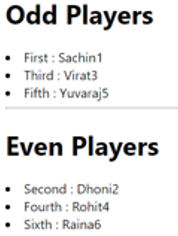 Odd Players
• First : Sachin1
• Third : Virat3
• Fifth : Yuvaraj5
Even Players
• Second : Dhoni2
• Fourth : Rohit4
• Sixth : Raina6